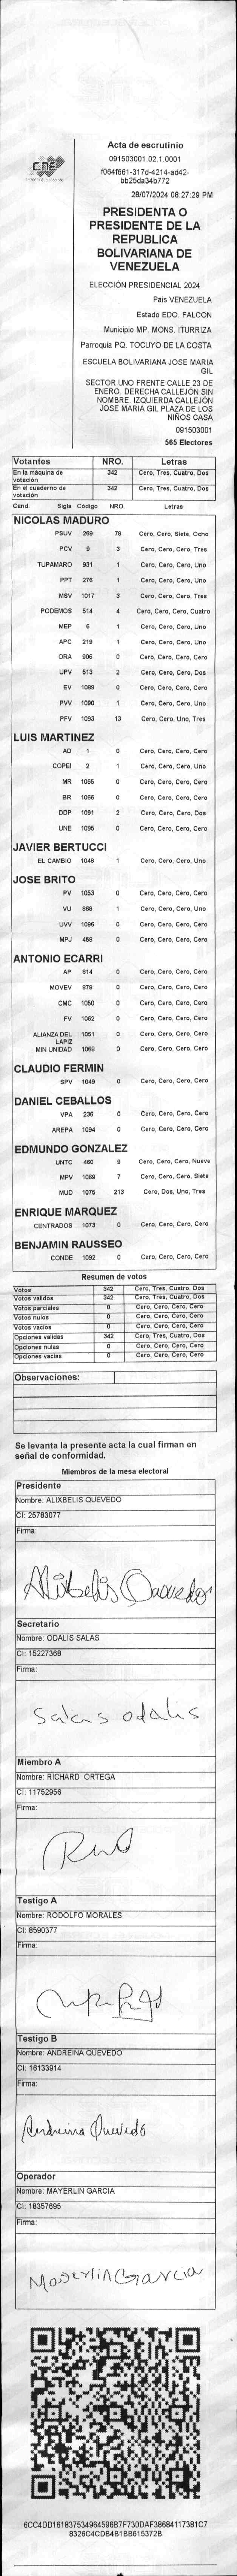 CNE
Acta de escrutinio
091503001.02.1.0001
f064f661-317d-4214-ad42-
bb25da34b772
28/07/2024 08:27:29 PM
PRESIDENTA O
PRESIDENTE DE LA
REPUBLICA
BOLIVARIANA DE
VENEZUELA
ELECCIÓN PRESIDENCIAL 2024
Pais VENEZUELA
Estado EDO. FALCON
Municipio MP. MONS. ITURRIZA
Parroquia PQ. TOCUYO DE LA COSTA
ESCUELA BOLIVARIANA JOSE MARIA
GIL
SECTOR UNO FRENTE CALLE 23 DE
ENERO. DERECHA CALLEJÓN SIN
NOMBRE. IZQUIERDA CALLEJÓN
JOSE MARIA GIL PLAZA DE LOS
NIÑOS CASA
091503001
565 Electores
Votantes NRO. Letras
En la máquina de votación 342 Cero, Tres, Cuatro, Dos
En el cuaderno de votación 342 Cero, Tres, Cuatro, Dos
Cand. Sigla Código NRO. Letras
NICOLAS MADURO
PSUV 269 78 Cero, Cero, Siete, Ocho
PCV 9 3 Cero, Cero, Cero, Tres
TUPAMARO 931 1 Cero, Cero, Cero, Uno
PPT 276 1 Cero, Cero, Cero, Uno
MSV 1017 3 Cero, Cero, Cero, Tres
PODEMOS 514 4 Cero, Cero, Cero, Cuatro
MEP 6 1 Cero, Cero, Cero, Uno
APC 219 1 Cero, Cero, Cero, Uno
ORA 906 0 Cero, Cero, Cero, Cero
UPV 513 2 Cero, Cero, Cero, Dos
EV 1089 0 Cero, Cero, Cero, Cero
PVV 1090 1 Cero, Cero, Cero, Uno
PFV 1093 13 Cero, Cero, Uno, Tres
LUIS MARTINEZ
AD 1 0 Cero, Cero, Cero, Cero
COPEI 2 1 Cero, Cero, Cero, Uno
MR 1065 0 Cero, Cero, Cero, Cero
BR 1066 0 Cero, Cero, Cero, Cero
DDP 1091 2 Cero, Cero, Cero, Dos
UNE 1095 0 Cero, Cero, Cero, Cero
JAVIER BERTUCCI
EL CAMBIO 1048 1 Cero, Cero, Cero, Uno
JOSE BRITO
PV 1053 0 Cero, Cero, Cero, Cero
VU 868 1 Cero, Cero, Cero, Uno
UVV 1096 0 Cero, Cero, Cero, Cero
MPJ 459 0 Cero, Cero, Cero, Cero
ANTONIO ECARRI
AP 814 0 Cero, Cero, Cero, Cero
MOVEV 879 0 Cero, Cero, Cero, Cero
CMC 1050 0 Cero, Cero, Cero, Cero
FV 1052 0 Cero, Cero, Cero, Cero
ALIANZA DEL LAPIZ 1051 0 Cero, Cero, Cero, Cero
MIN UNIDAD 1068 0 Cero, Cero, Cero, Cero
CLAUDIO FERMIN
SPV 1049 0 Cero, Cero, Cero, Cero
DANIEL CEBALLOS
VPA 236 0 Cero, Cero, Cero, Cero
AREPA 1094 0 Cero, Cero, Cero, Cero
EDMUNDO GONZALEZ
UNTC 460 9 Cero, Cero, Cero, Nueve
MPV 1069 7 Cero, Cero, Cero, Siete
MUD 1075 213 Cero, Dos, Uno, Tres
ENRIQUE MARQUEZ
CENTRADOS 1073 0 Cero, Cero, Cero, Cero
BENJAMIN RAUSSEO
CONDE 1092 0 Cero, Cero, Cero, Cero
Resumen de votos
Votos 342 Cero, Tres, Cuatro, Dos
Votos validos 342 Cero, Tres, Cuatro, Dos
Votos parciales 0 Cero, Cero, Cero, Cero
Votos nulos 0 Cero, Cero, Cero, Cero
Votos vacios 0 Cero, Cero, Cero, Cero
Opciones validas 342 Cero, Tres, Cuatro, Dos
Opciones nulas 0 Cero, Cero, Cero, Cero
Opciones vacias 0 Cero, Cero, Cero, Cero
Observaciones:
Se levanta la presente acta la cual firman en
señal de conformidad.
Miembros de la mesa electoral
Presidente
Nombre: ALIXBELIS QUEVEDO
CI: 25783077
Firma:
Alixbelis Quevedo
Secretario
Nombre: ODALIS SALAS
CI: 15227368
Firma:
Salas odalis
Miembro A
Nombre: RICHARD ORTEGA
CI: 11752956
Firma:
Testigo A
Nombre: RODOLFO MORALES
CI: 8590377
Firma:
Testigo B
Nombre: ANDREINA QUEVEDO
CI: 16133914
Firma:
Andreina Quevedo
Operador
Nombre: MAYERLIN GARCIA
CI: 18357695
Firma:
Mayerlin Garcia
6CC4DD161837534964596B7F730DAF38684117381C7
8326C4CDB4B1BB615372B